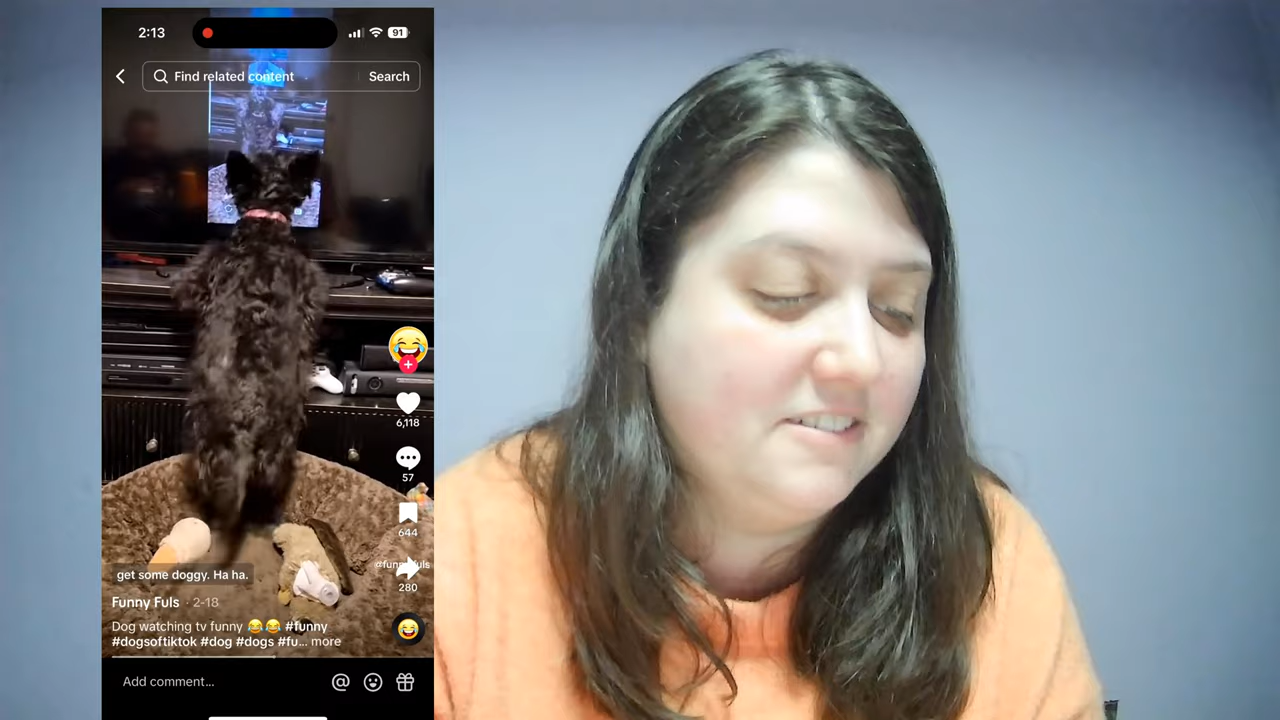 2:13
91
Find related content
Search
6,118
57
644
@funnyfuls
280
get some doggy. Ha ha.
Funny Fuls · 2-18
Dog watching tv funny 😂😂 #funny
#dogsoftiktok #dog #dogs #fu... more
Add comment...